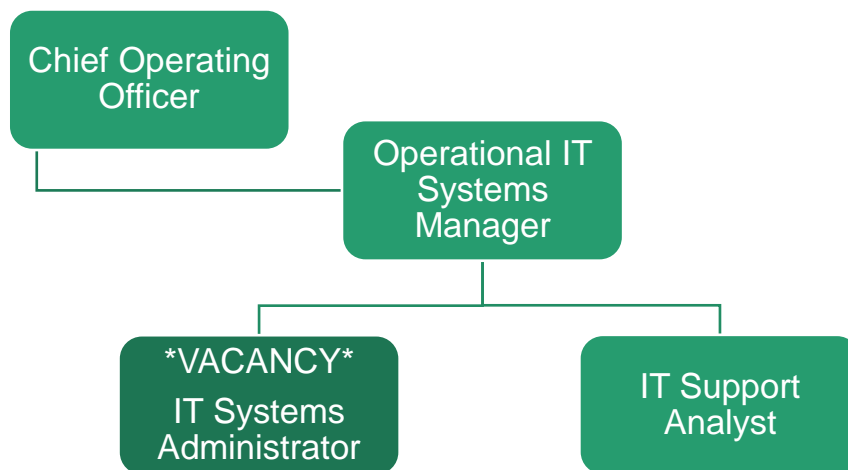 Chief Operating
Officer
Operational IT
Systems
Manager
*VACANCY*
IT Systems
Administrator
IT Support
Analyst